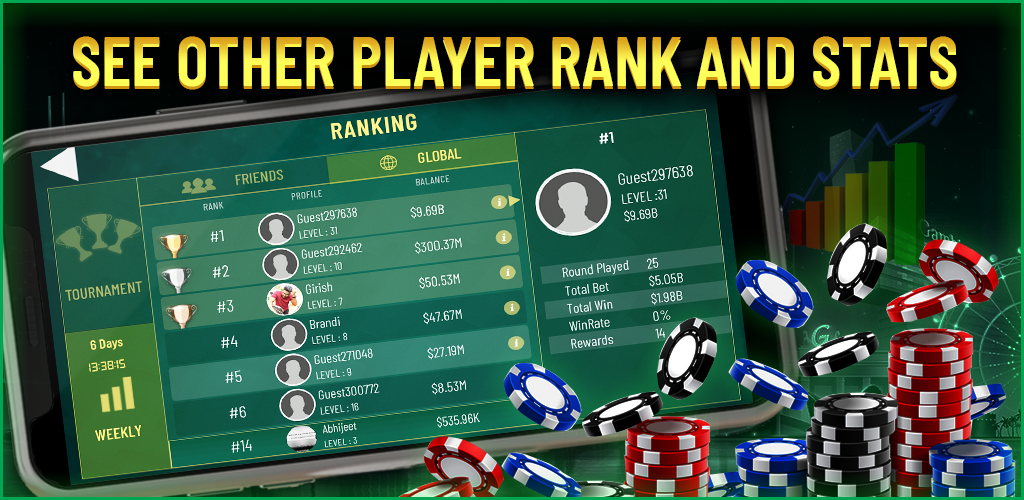 SEE OTHER PLAYER RANK AND STATS
RANKING
FRIENDS
GLOBAL
RANK PROFILE BALANCE
#1 Guest297638 $9.69B
LEVEL : 31
#2 Guest292462 $300.37M
LEVEL : 10
#3 Girish $50.53M
LEVEL : 7
#4 Brandi $47.67M
LEVEL : 8
#5 Guest271048 $27.19M
LEVEL : 9
#6 Guest300772 $8.53M
LEVEL : 16
#14 Abhijeet $535.96K
LEVEL : 3
TOURNAMENT
6 Days
13:38:15
WEEKLY
#1
Guest297638
LEVEL :31
$9.69B
Round Played 25
Total Bet $5.05B
Total Win $1.98B
WinRate 0%
Rewards 14